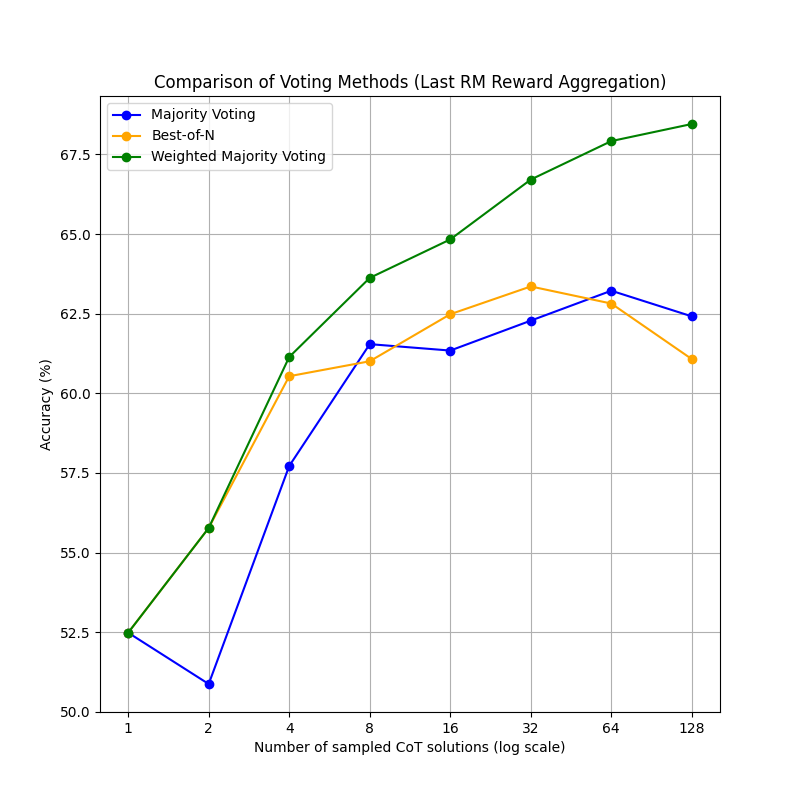 Comparison of Voting Methods (Last RM Reward Aggregation)
Majority Voting
Best-of-N
Weighted Majority Voting
Accuracy (%)
67.5
65.0
62.5
60.0
57.5
55.0
52.5
50.0
1 2 4 8 16 32 64 128
Number of sampled CoT solutions (log scale)